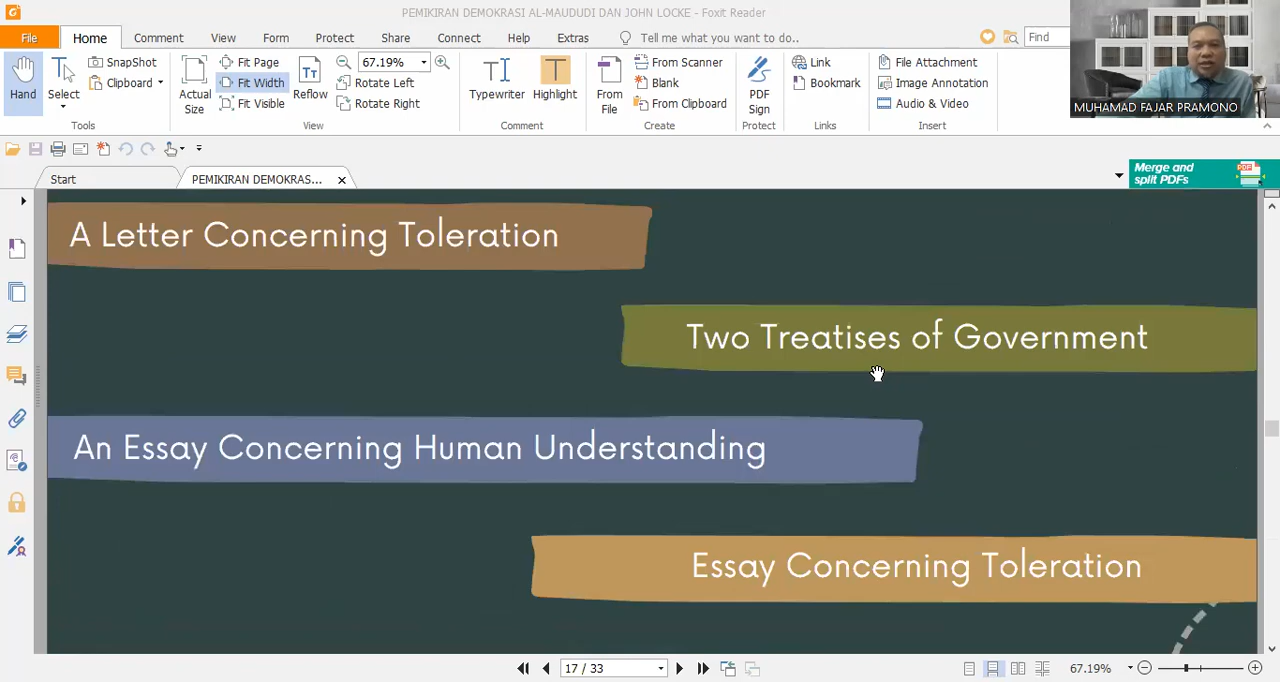 PEMIKIRAN DEMOKRASI AL-MAUDUDI DAN JOHN LOCKE - Foxit Reader
File Home Comment View Form Protect Share Connect Help Extras Tell me what you want to do.. Find
Hand
Select
SnapShot
Clipboard
Tools
Actual Size
Fit Page
Fit Width
Fit Visible
Reflow
67.19%
Rotate Left
Rotate Right
View
Typewriter
Highlight
Comment
From File
From Scanner
Blank
From Clipboard
Create
PDF Sign
Protect
Link
Bookmark
Links
File Attachment
Image Annotation
Audio & Video
Insert
MUHAMAD FAJAR PRAMONO
Start
PEMIKIRAN DEMOKRAS...
Merge and
split PDFs
A Letter Concerning Toleration
Two Treatises of Government
An Essay Concerning Human Understanding
Essay Concerning Toleration
17 / 33
67.19%